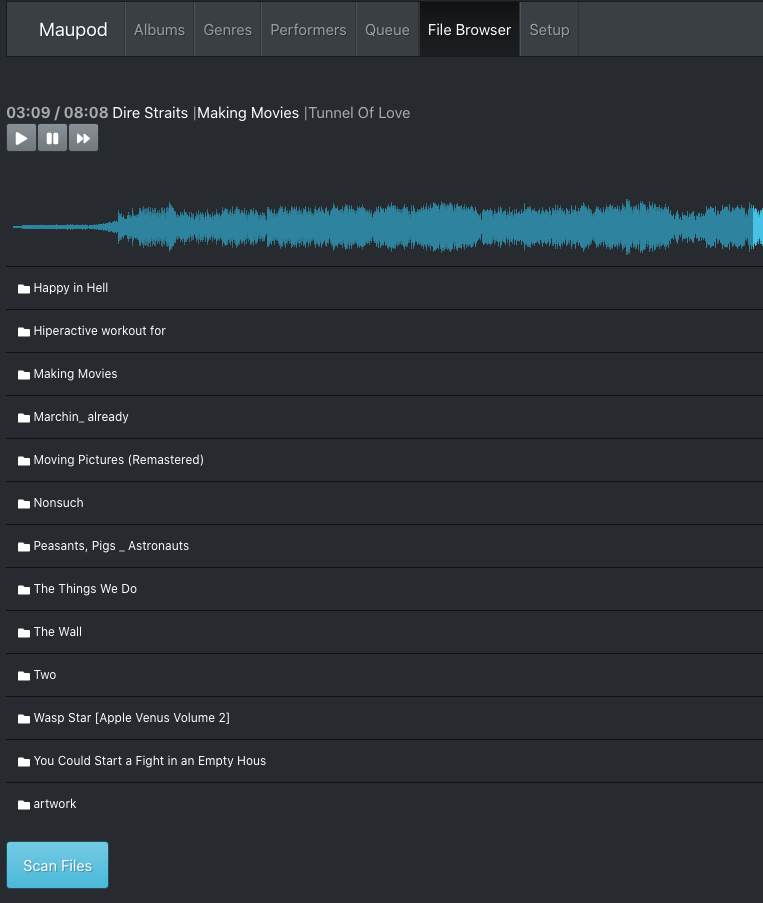 Maupod Albums Genres Performers Queue File Browser Setup
03:09 / 08:08 Dire Straits |Making Movies |Tunnel Of Love
Happy in Hell
Hiperactive workout for
Making Movies
Marchin_ already
Moving Pictures (Remastered)
Nonsuch
Peasants, Pigs _ Astronauts
The Things We Do
The Wall
Two
Wasp Star [Apple Venus Volume 2]
You Could Start a Fight in an Empty Hous
artwork
Scan Files